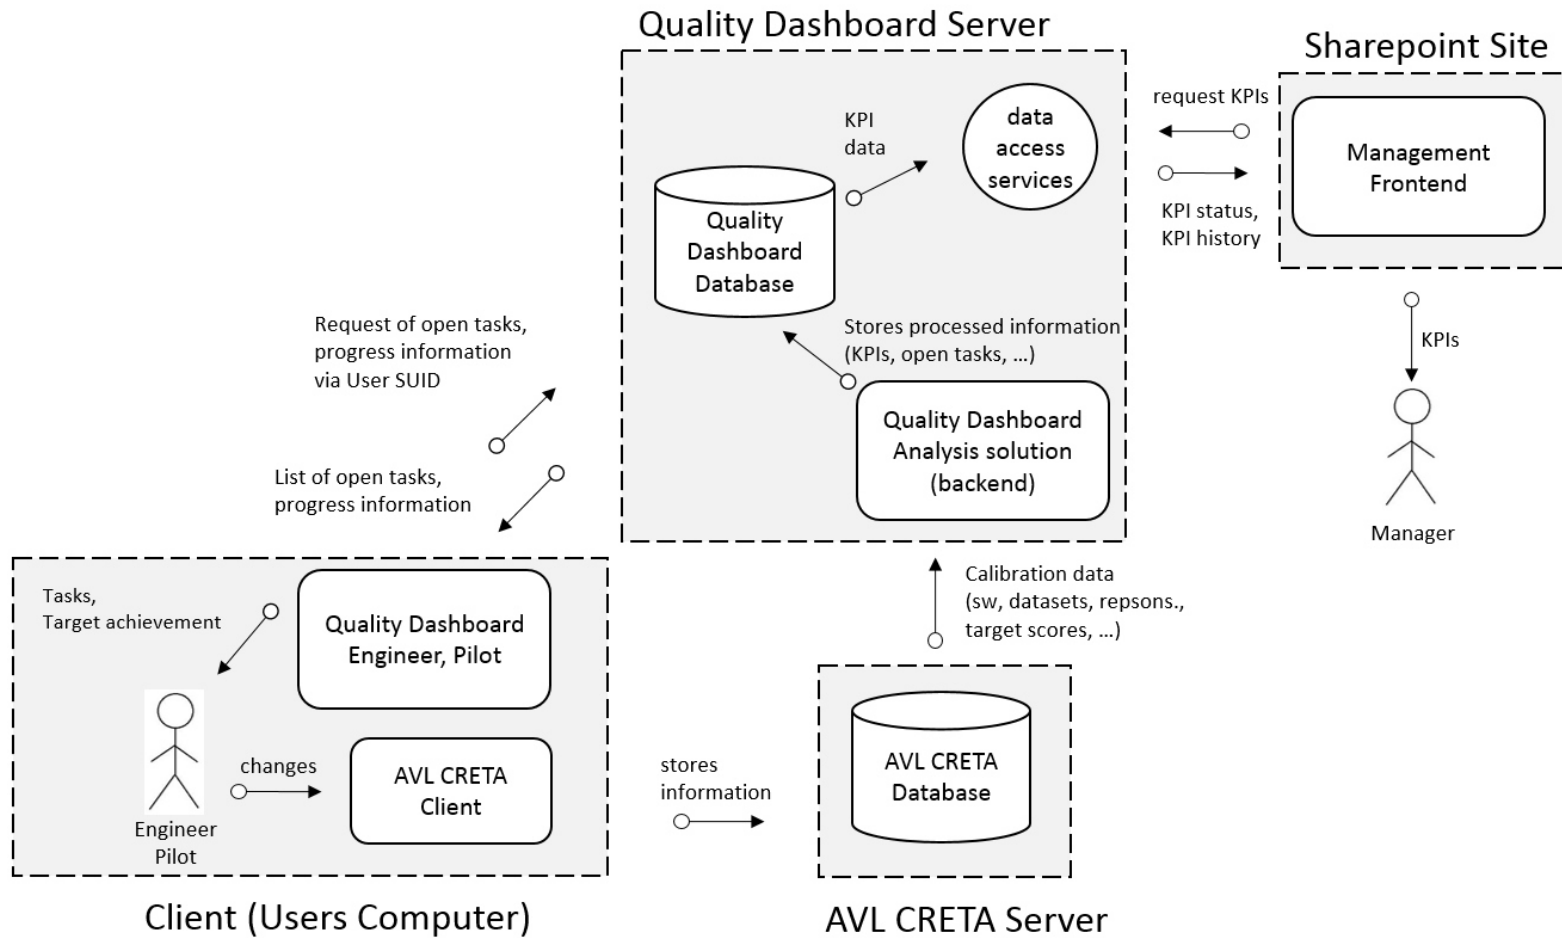 Quality Dashboard Server
Sharepoint Site
KPI
data
data
access
services
request KPIs
KPI status,
KPI history
Management
Frontend
Quality
Dashboard
Database
Stores processed information
(KPIs, open tasks, ...)
Quality Dashboard
Analysis solution
(backend)
KPIs
Manager
Request of open tasks,
progress information
via User SUID
List of open tasks,
progress information
Tasks,
Target achievement
Quality Dashboard
Engineer, Pilot
Engineer
Pilot
changes
AVL CRETA
Client
stores
information
Calibration data
(sw, datasets, repsons.,
target scores, ...)
AVL CRETA
Database
Client (Users Computer)
AVL CRETA Server